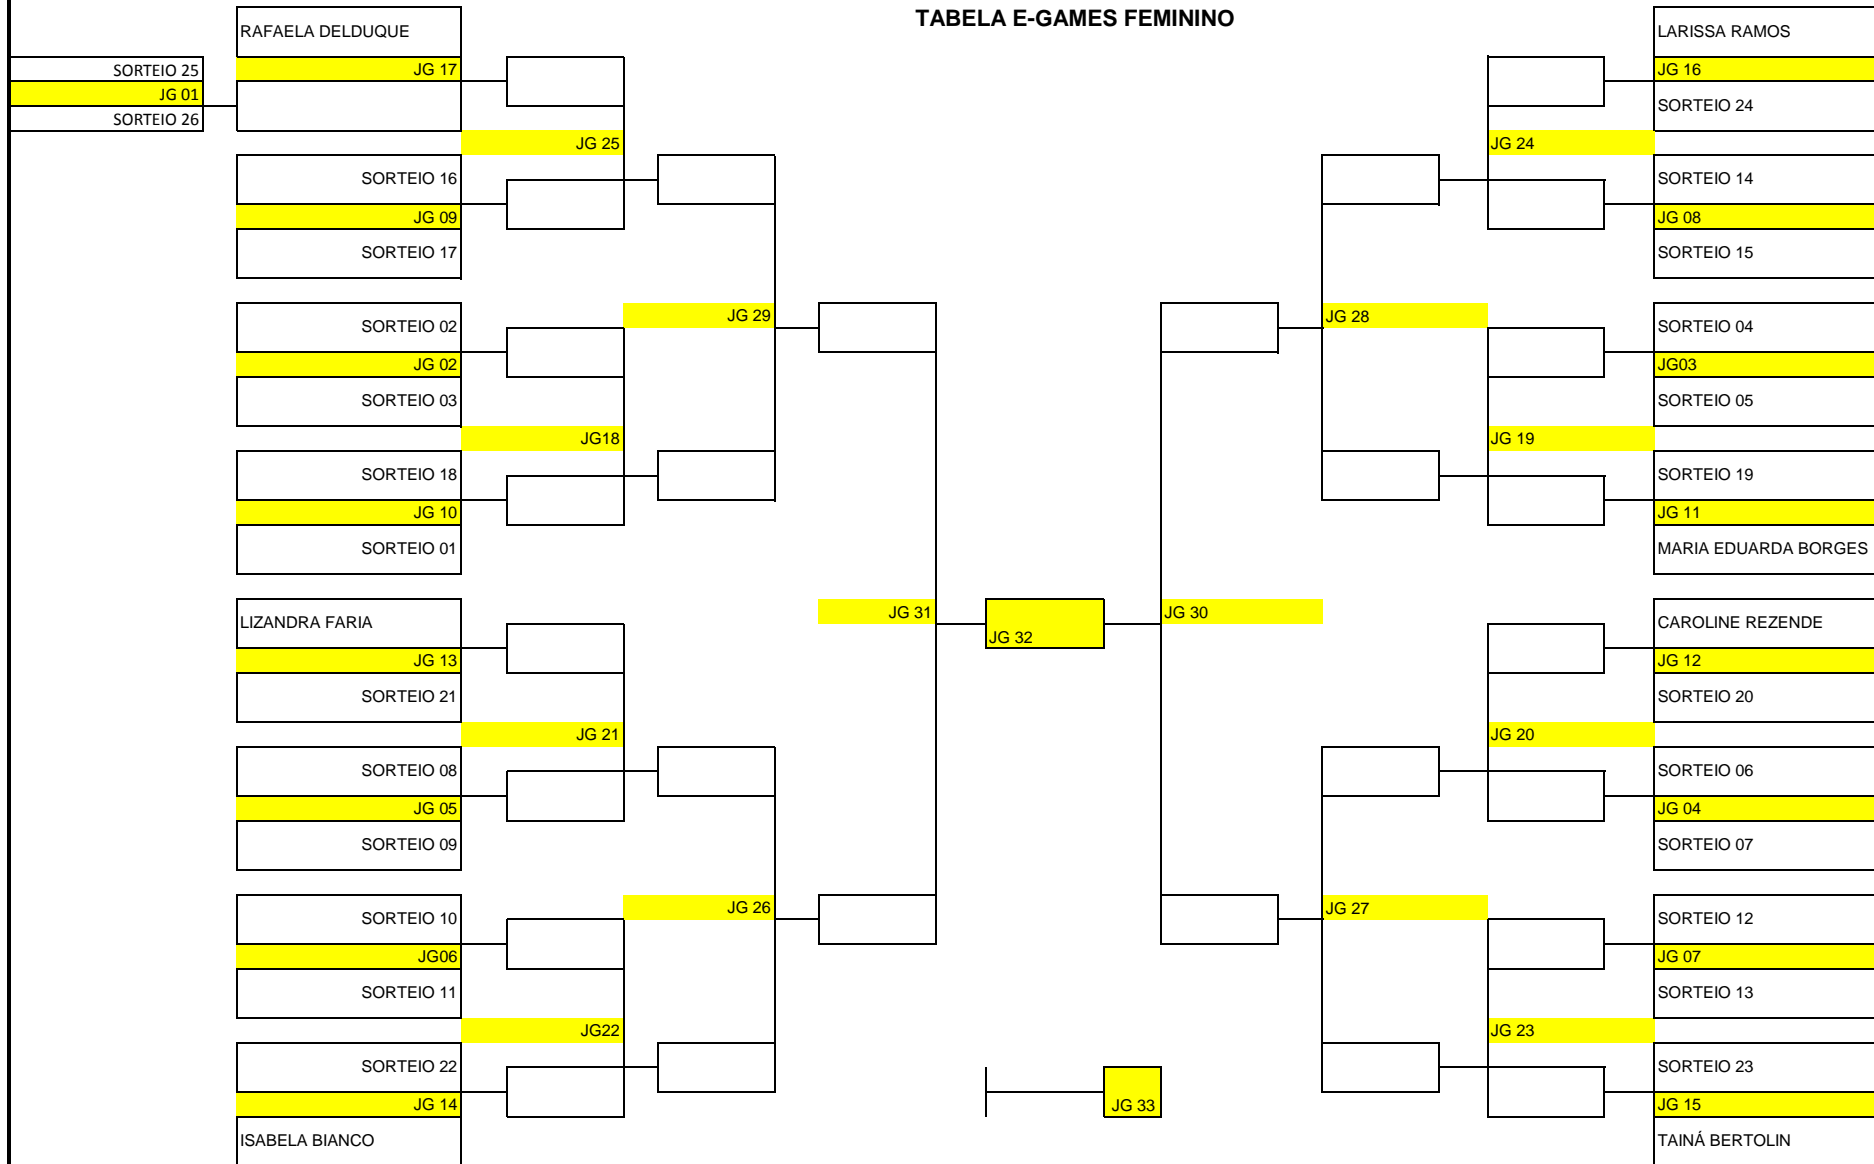 TABELA E-GAMES FEMININO
RAFAELA DELDUQUE
SORTEIO 25
JG 17
JG 01
SORTEIO 26
JG 25
SORTEIO 16
JG 09
SORTEIO 17
SORTEIO 02
JG 29
JG 02
SORTEIO 03
JG18
SORTEIO 18
JG 10
SORTEIO 01
LIZANDRA FARIA
JG 31
JG 13
SORTEIO 21
JG 21
SORTEIO 08
JG 05
SORTEIO 09
SORTEIO 10
JG 26
JG06
SORTEIO 11
JG22
SORTEIO 22
JG 14
ISABELA BIANCO
JG 32
JG 33
LARISSA RAMOS
JG 16
SORTEIO 24
JG 24
SORTEIO 14
JG 08
SORTEIO 15
JG 28
SORTEIO 04
JG03
SORTEIO 05
JG 19
SORTEIO 19
JG 11
MARIA EDUARDA BORGES
JG 30
CAROLINE REZENDE
JG 12
SORTEIO 20
JG 20
SORTEIO 06
JG 04
SORTEIO 07
JG 27
SORTEIO 12
JG 07
SORTEIO 13
JG 23
SORTEIO 23
JG 15
TAINÁ BERTOLIN